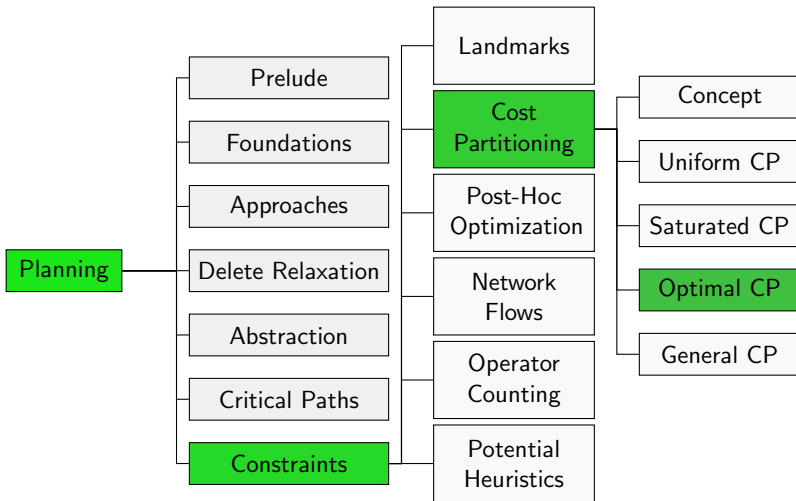 Planning
Prelude
Foundations
Approaches
Delete Relaxation
Abstraction
Critical Paths
Constraints
Landmarks
Cost
Partitioning
Post-Hoc
Optimization
Network
Flows
Operator
Counting
Potential
Heuristics
Concept
Uniform CP
Saturated CP
Optimal CP
General CP